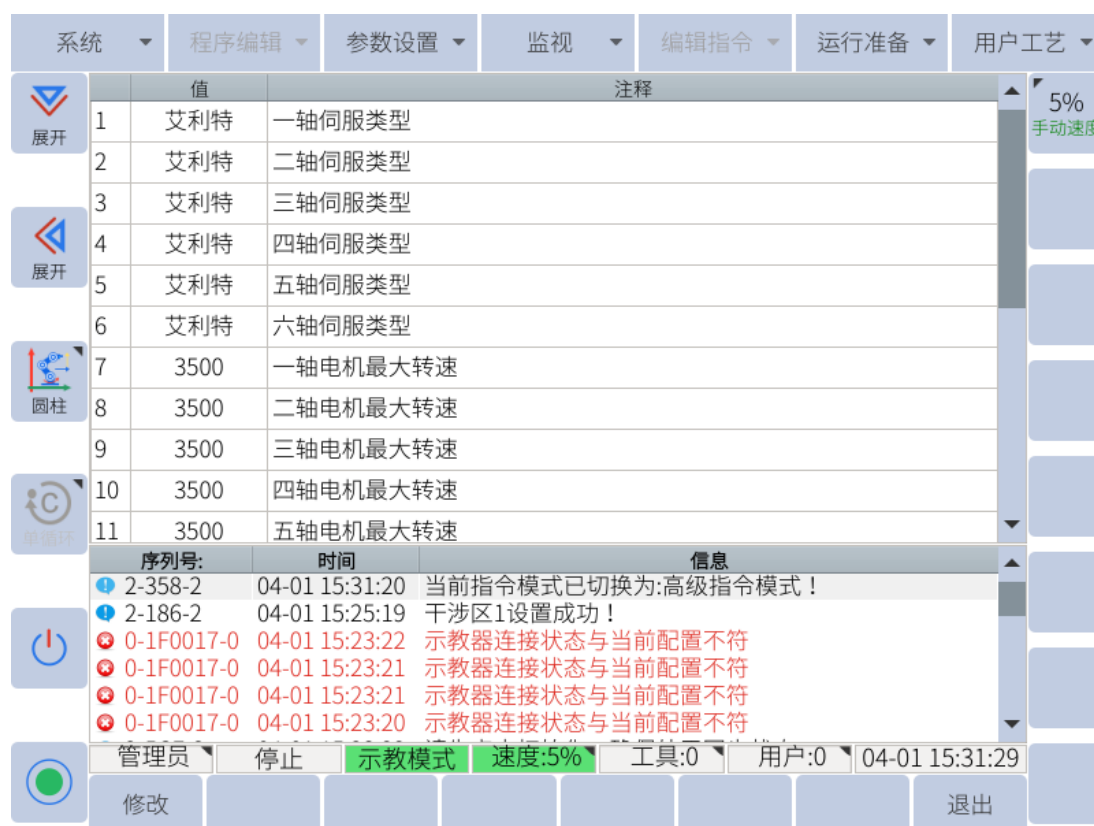 系统 程序编辑 参数设置 监视 编辑指令 运行准备 用户工艺
展开
展开
圆柱
单循环
值 注释
1 艾利特 一轴伺服类型
2 艾利特 二轴伺服类型
3 艾利特 三轴伺服类型
4 艾利特 四轴伺服类型
5 艾利特 五轴伺服类型
6 艾利特 六轴伺服类型
7 3500 一轴电机最大转速
8 3500 二轴电机最大转速
9 3500 三轴电机最大转速
10 3500 四轴电机最大转速
11 3500 五轴电机最大转速
5%
手动速度
序列号: 时间 信息
2-358-2 04-01 15:31:20 当前指令模式已切换为:高级指令模式！
2-186-2 04-01 15:25:19 干涉区1设置成功！
0-1F0017-0 04-01 15:23:22 示教器连接状态与当前配置不符
0-1F0017-0 04-01 15:23:21 示教器连接状态与当前配置不符
0-1F0017-0 04-01 15:23:21 示教器连接状态与当前配置不符
0-1F0017-0 04-01 15:23:20 示教器连接状态与当前配置不符
管理员 停止 示教模式 速度:5% 工具:0 用户:0 04-01 15:31:29
修改 退出